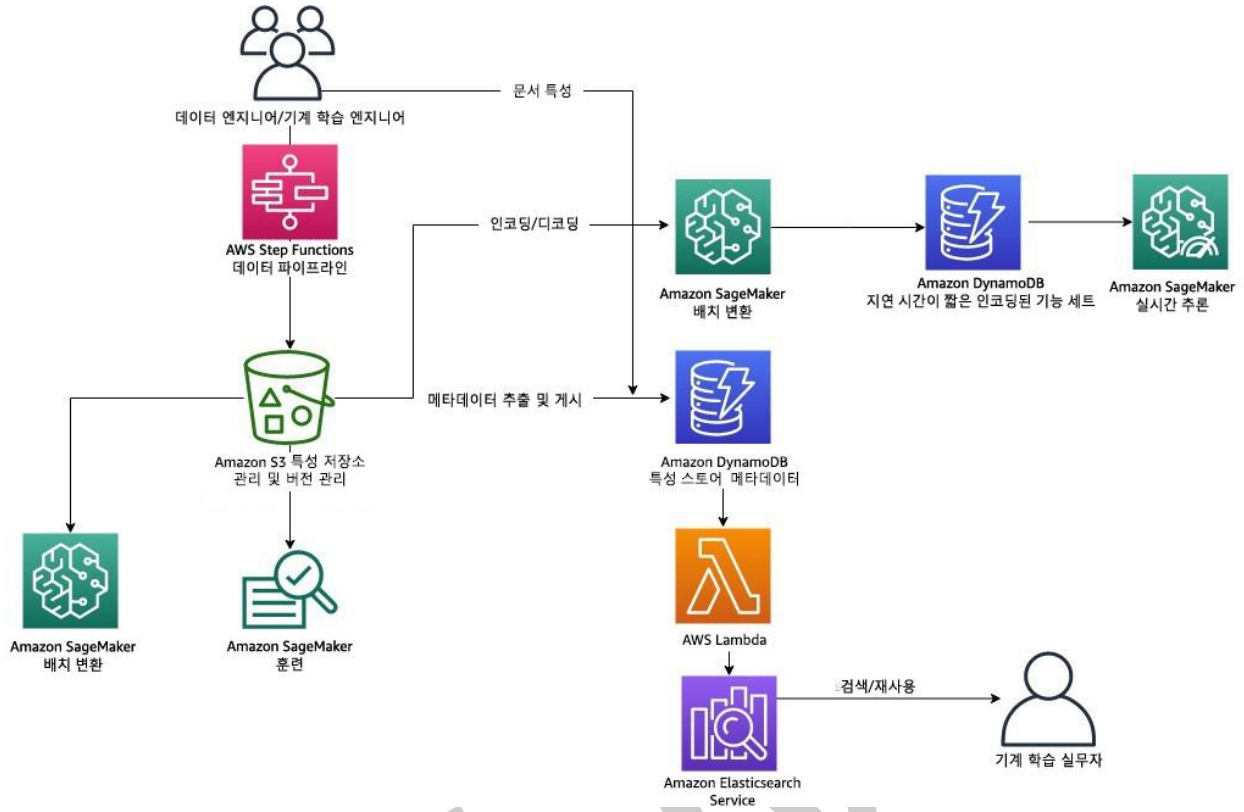 문서 특성
데이터 엔지니어/기계 학습 엔지니어
AWS Step Functions
데이터 파이프라인
인코딩/디코딩
Amazon SageMaker
배치 변환
Amazon DynamoDB
지연 시간이 짧은 인코딩된 기능 세트
Amazon SageMaker
실시간 추론
메타데이터 추출 및 게시
Amazon S3 특성 저장소
관리 및 버전 관리
Amazon DynamoDB
특성 스토어 메타데이터
Amazon SageMaker
배치 변환
Amazon SageMaker
훈련
AWS Lambda
검색/재사용
기계 학습 실무자
Amazon Elasticsearch
Service